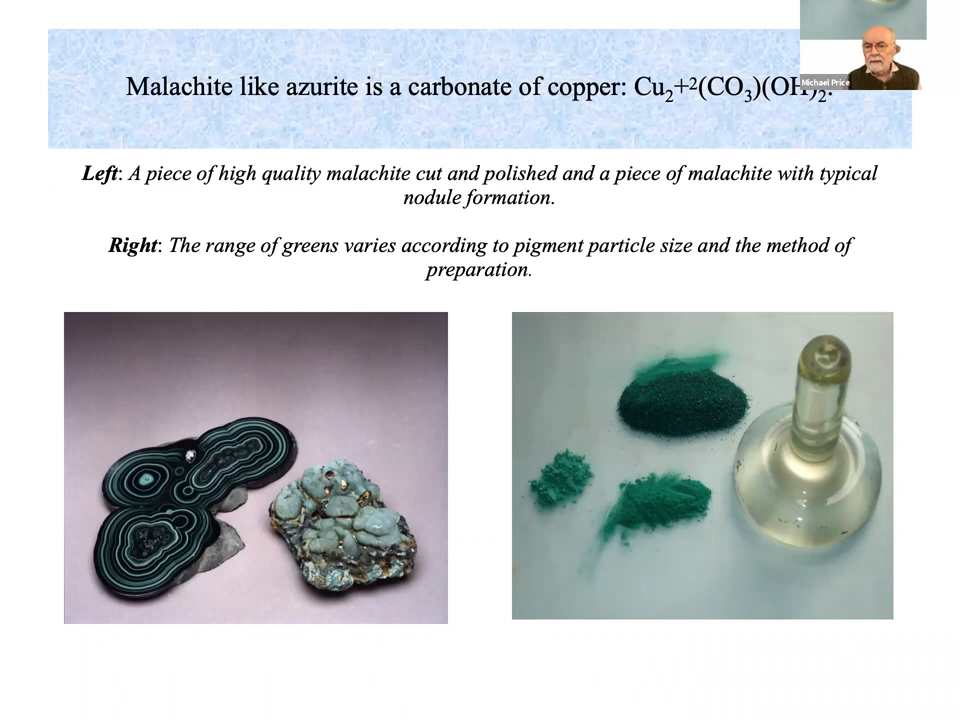 Malachite like azurite is a carbonate of copper: Cu₂+²(CO₃)(OH)₂.
Michael Price
Left: A piece of high quality malachite cut and polished and a piece of malachite with typical
nodule formation.
Right: The range of greens varies according to pigment particle size and the method of
preparation.